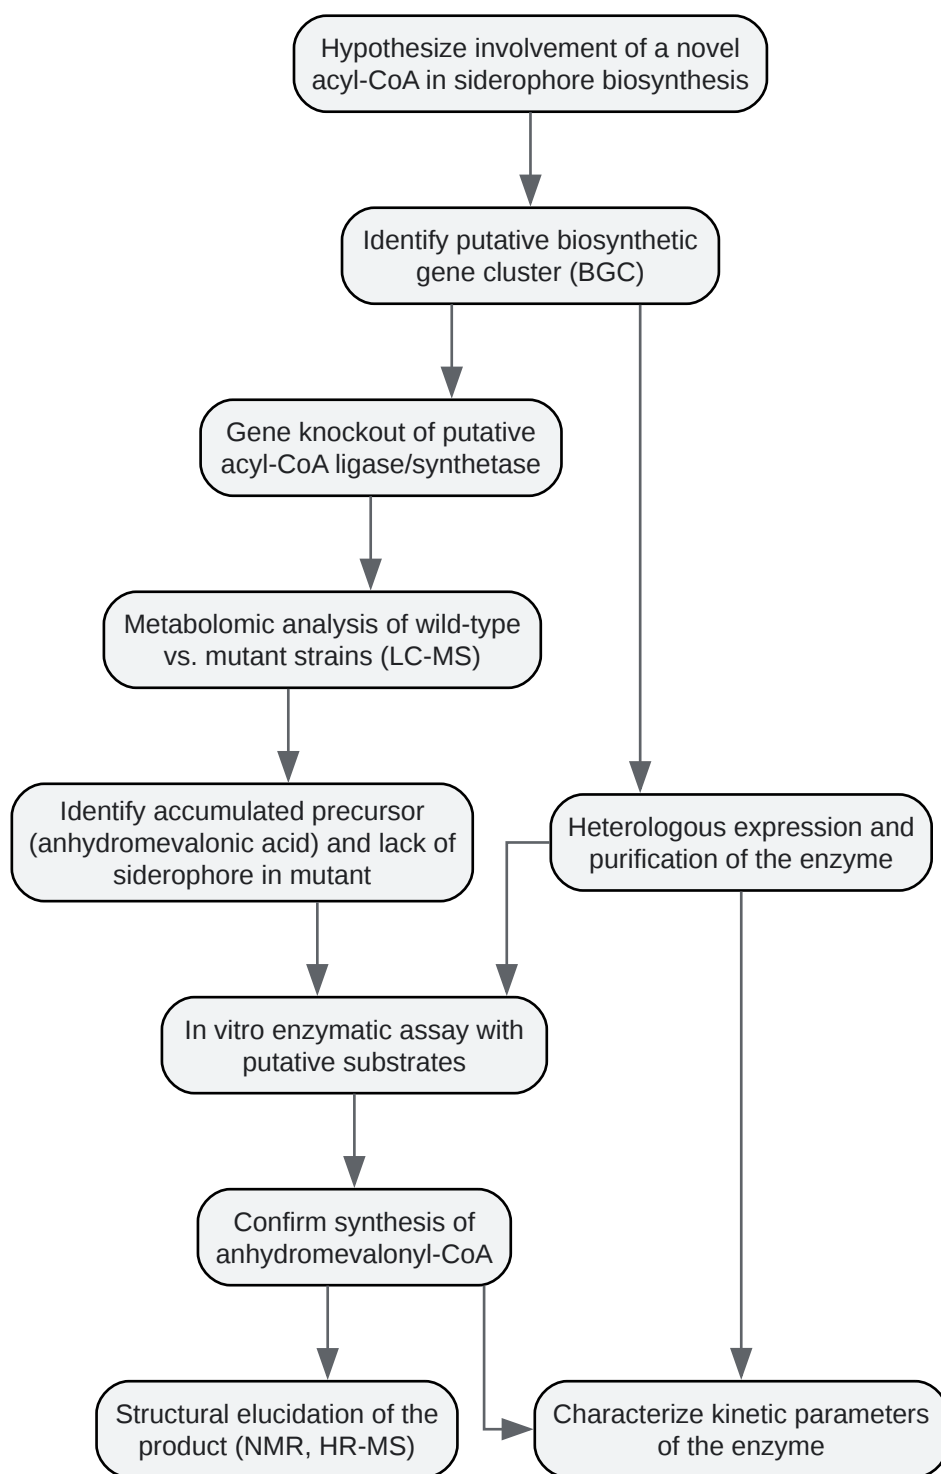 Hypothesize involvement of a novel
acyl-CoA in siderophore biosynthesis
Identify putative biosynthetic
gene cluster (BGC)
Gene knockout of putative
acyl-CoA ligase/synthetase
Metabolomic analysis of wild-type
vs. mutant strains (LC-MS)
Identify accumulated precursor
(anhydromevalonic acid) and lack of
siderophore in mutant
Heterologous expression and
purification of the enzyme
In vitro enzymatic assay with
putative substrates
Confirm synthesis of
anhydromevalonyl-CoA
Structural elucidation of the
product (NMR, HR-MS)
Characterize kinetic parameters
of the enzyme